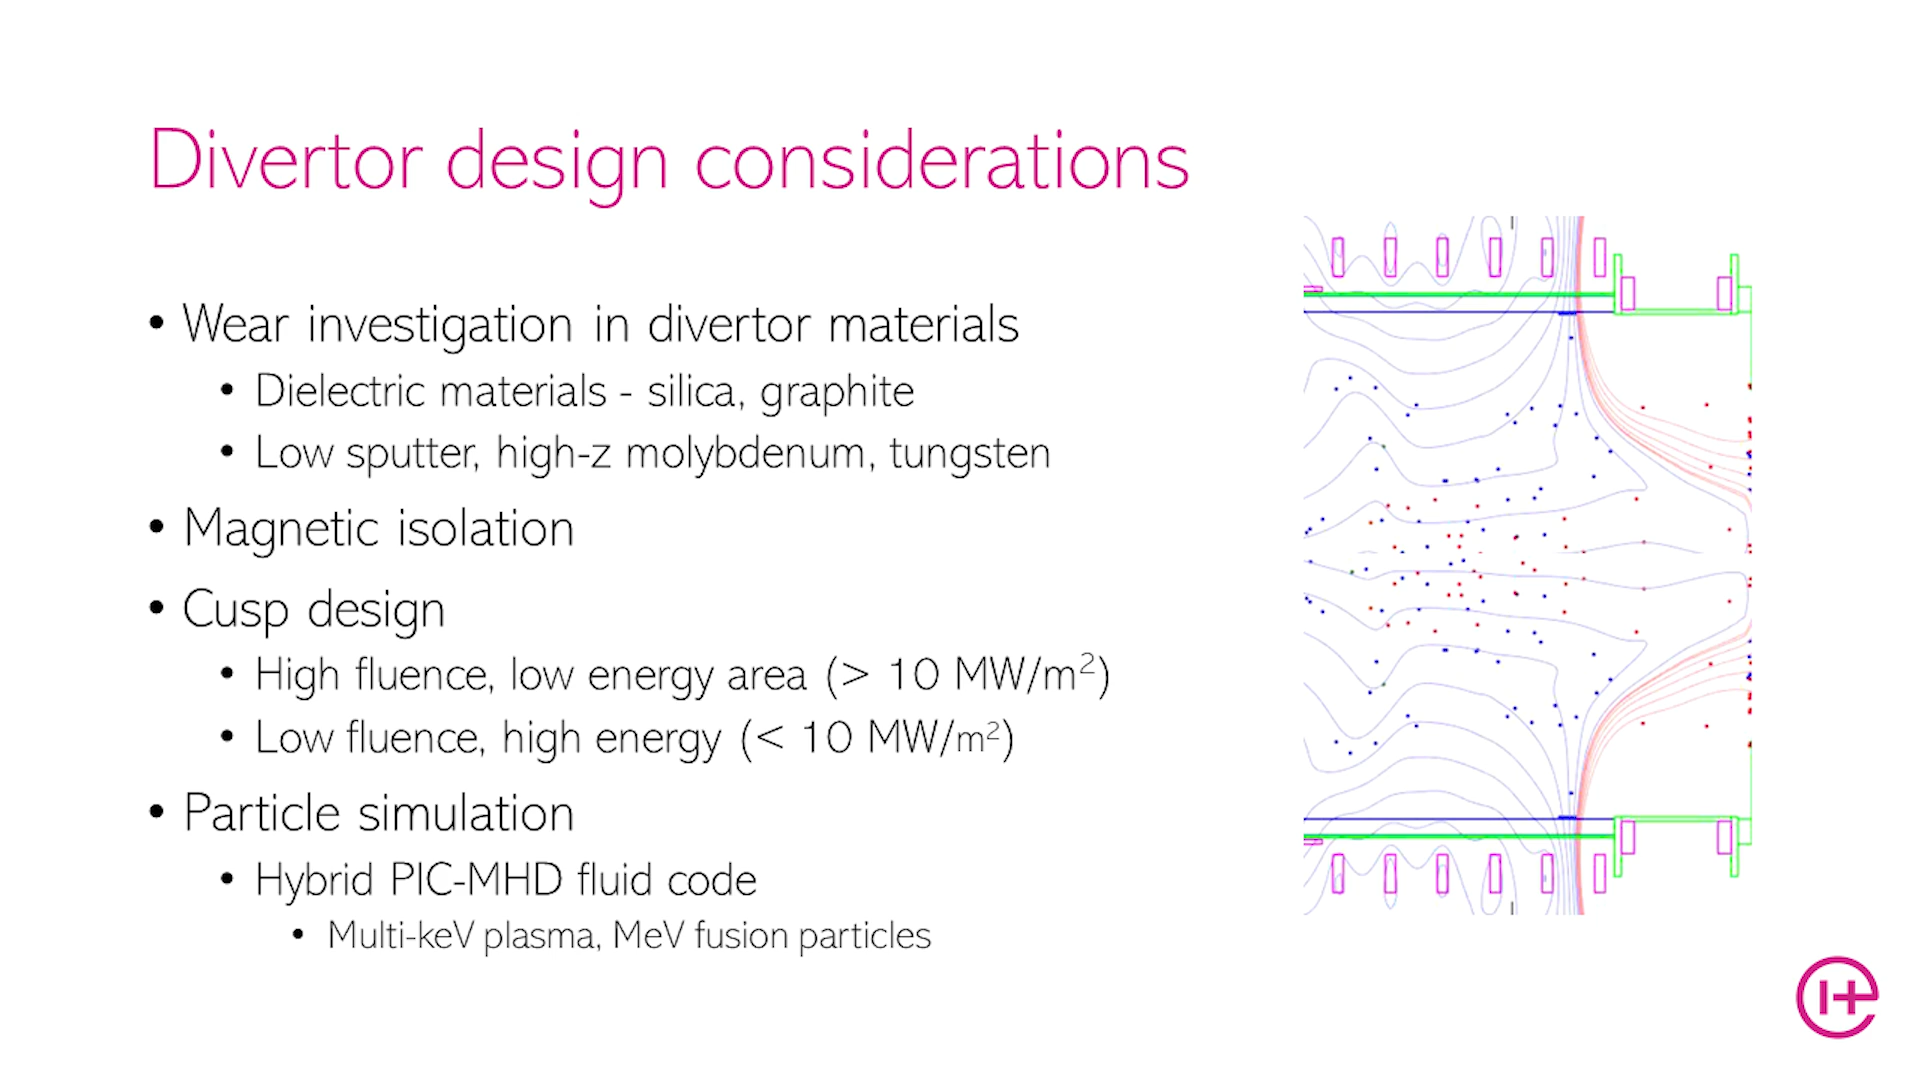 Divertor design considerations
• Wear investigation in divertor materials
• Dielectric materials - silica, graphite
• Low sputter, high-z molybdenum, tungsten
• Magnetic isolation
• Cusp design
• High fluence, low energy area (> 10 MW/m²)
• Low fluence, high energy (< 10 MW/m²)
• Particle simulation
• Hybrid PIC-MHD fluid code
• Multi-keV plasma, MeV fusion particles